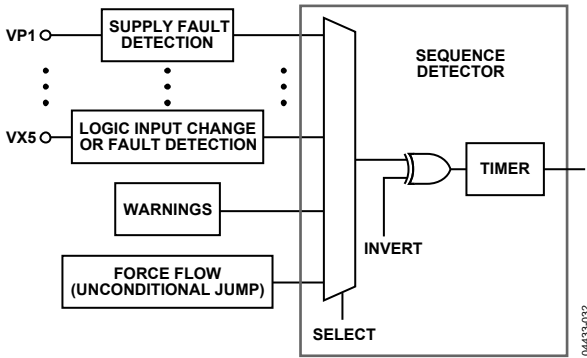 VP1
SUPPLY FAULT
DETECTION
SEQUENCE
DETECTOR
VX5
LOGIC INPUT CHANGE
OR FAULT DETECTION
TIMER
WARNINGS
INVERT
FORCE FLOW
(UNCONDITIONAL JUMP)
SELECT
04433-032